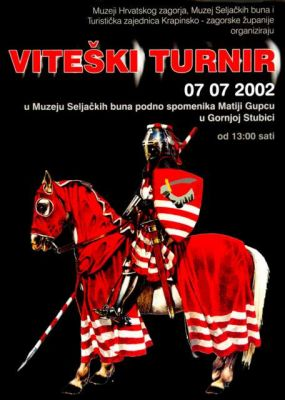 Muzeji Hrvatskog zagorja, Muzej Seljačkih buna i
Turistička zajednica Krapinsko - zagorske županije
organiziraju
VITEŠKI TURNIR
07 07 2002
u Muzeju Seljačkih buna podno spomenika Matiji Gupcu
u Gornjoj Stubici
od 13:00 sati